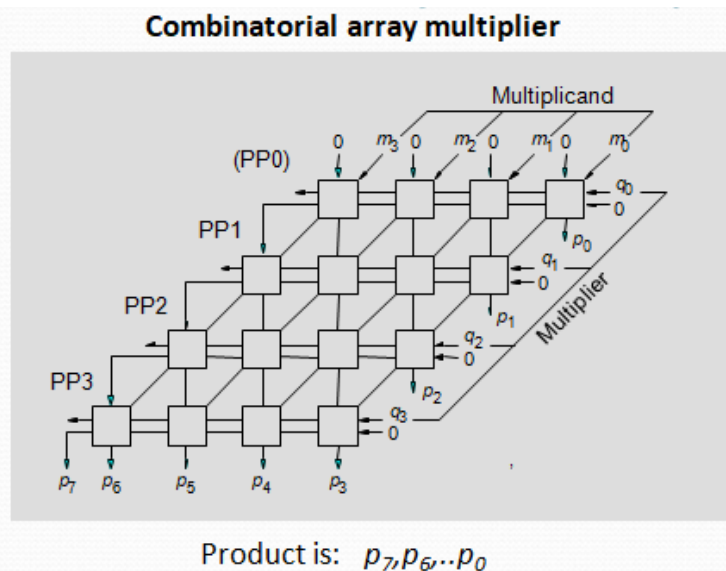 Combinatorial array multiplier
Multiplicand
0 m3 0 m2 0 m1 0 m0
(PP0)
q0
0
PP1
p0
q1
0
Multiplier
PP2
p1
q2
0
PP3
p2
q3
0
p7 p6 p5 p4 p3
,
Product is: p7,p6,..p0